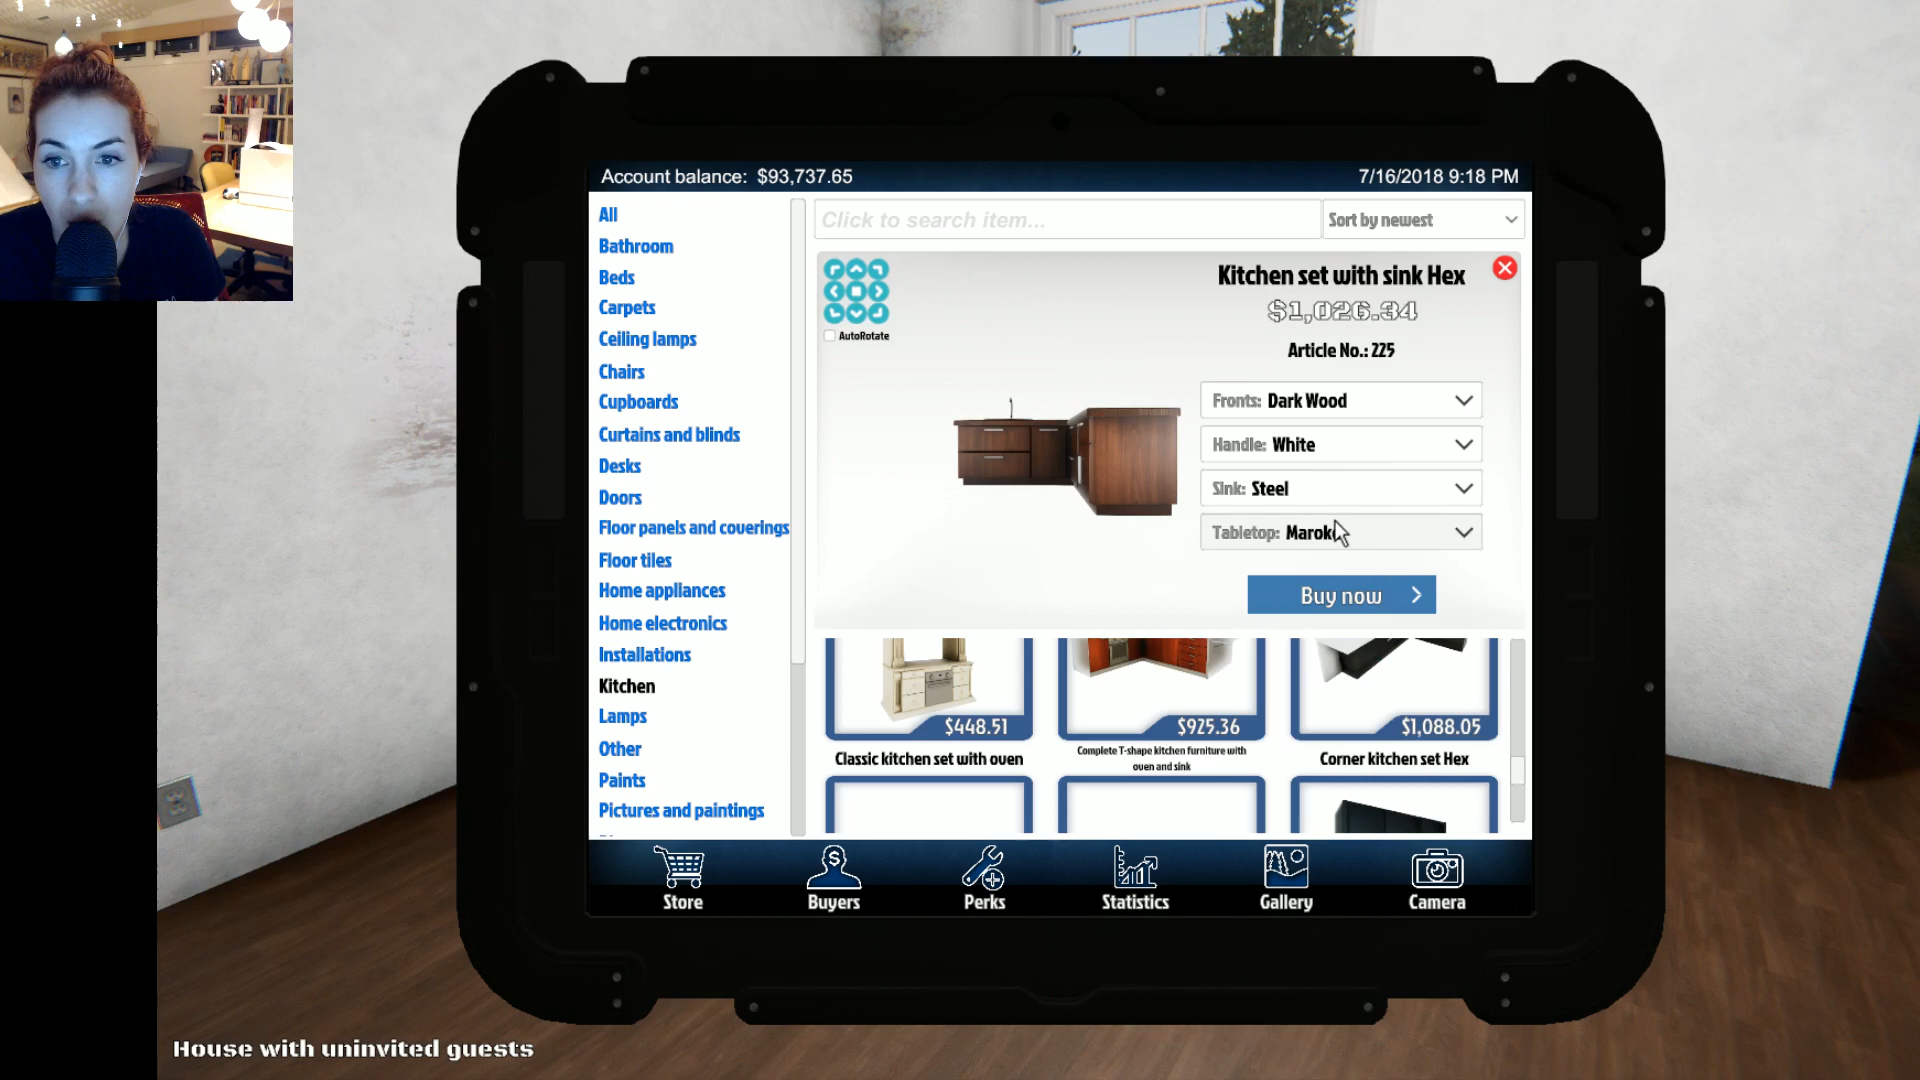 Account balance: $93,737.65
7/16/2018 9:18 PM
All
Bathroom
Beds
Carpets
Ceiling lamps
Chairs
Cupboards
Curtains and blinds
Desks
Doors
Floor panels and coverings
Floor tiles
Home appliances
Home electronics
Installations
Kitchen
Lamps
Other
Paints
Pictures and paintings
Click to search item...
Sort by newest
AutoRotate
Kitchen set with sink Hex
$1,026.34
Article No.: 225
Fronts: Dark Wood
Handle: White
Sink: Steel
Tabletop:
Buy now
$448.51
$925.36
$1,088.05
Classic kitchen set with oven
Complete T-shape kitchen furniture with
oven and sink
Corner kitchen set Hex
Store
Buyers
Perks
Statistics
Gallery
Camera
House with uninvited guests